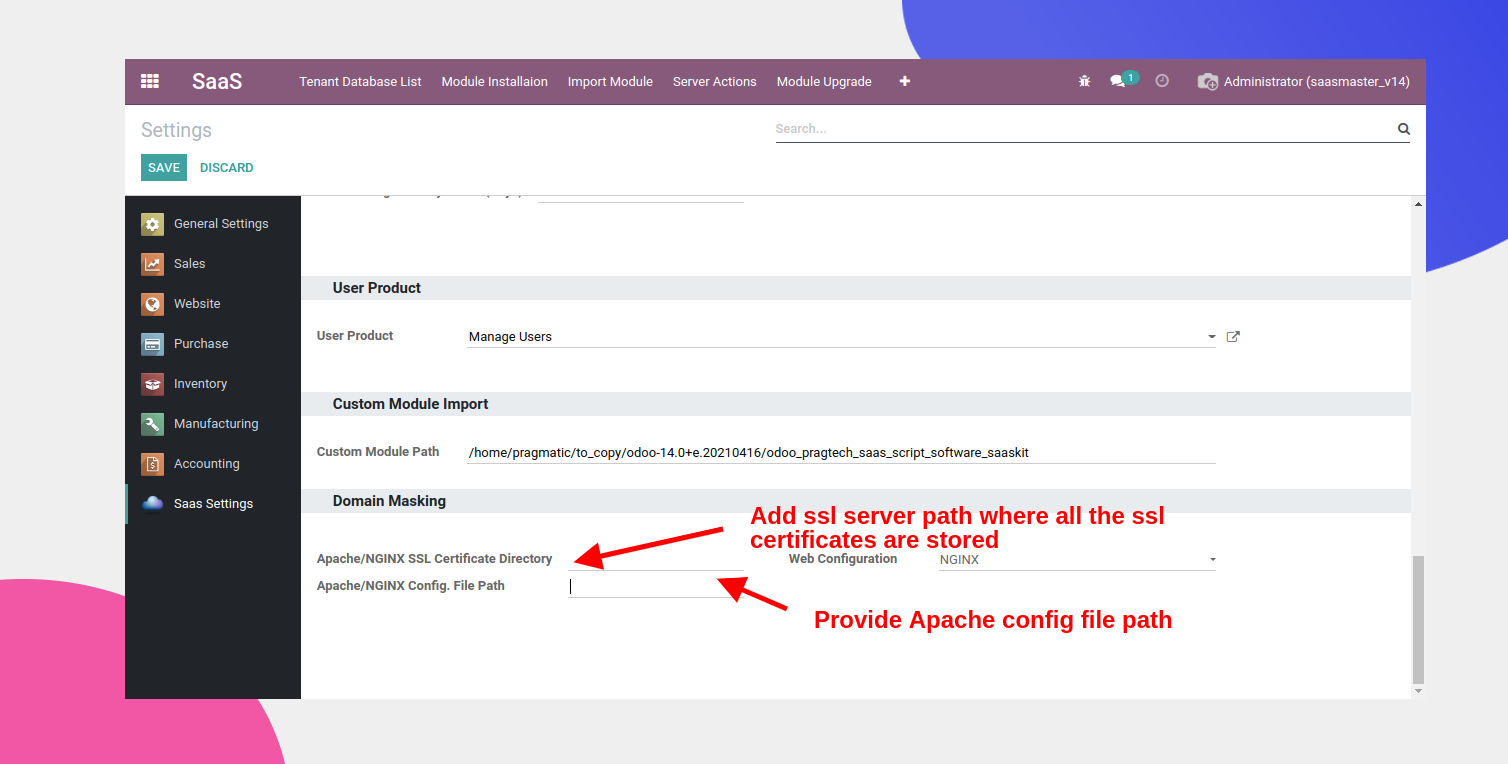 SaaS Tenant Database List Module Installaion Import Module Server Actions Module Upgrade + 1 Administrator (saasmaster_v14)
Settings Search...
SAVE DISCARD
General Settings
Sales
Website
Purchase
Inventory
Manufacturing
Accounting
Saas Settings
User Product
User Product Manage Users
Custom Module Import
Custom Module Path /home/pragmatic/to_copy/odoo-14.0+e.20210416/odoo_pragtech_saas_script_software_saaskit
Domain Masking
Add ssl server path where all the ssl
certificates are stored
Apache/NGINX SSL Certificate Directory Web Configuration NGINX
Apache/NGINX Config. File Path
Provide Apache config file path